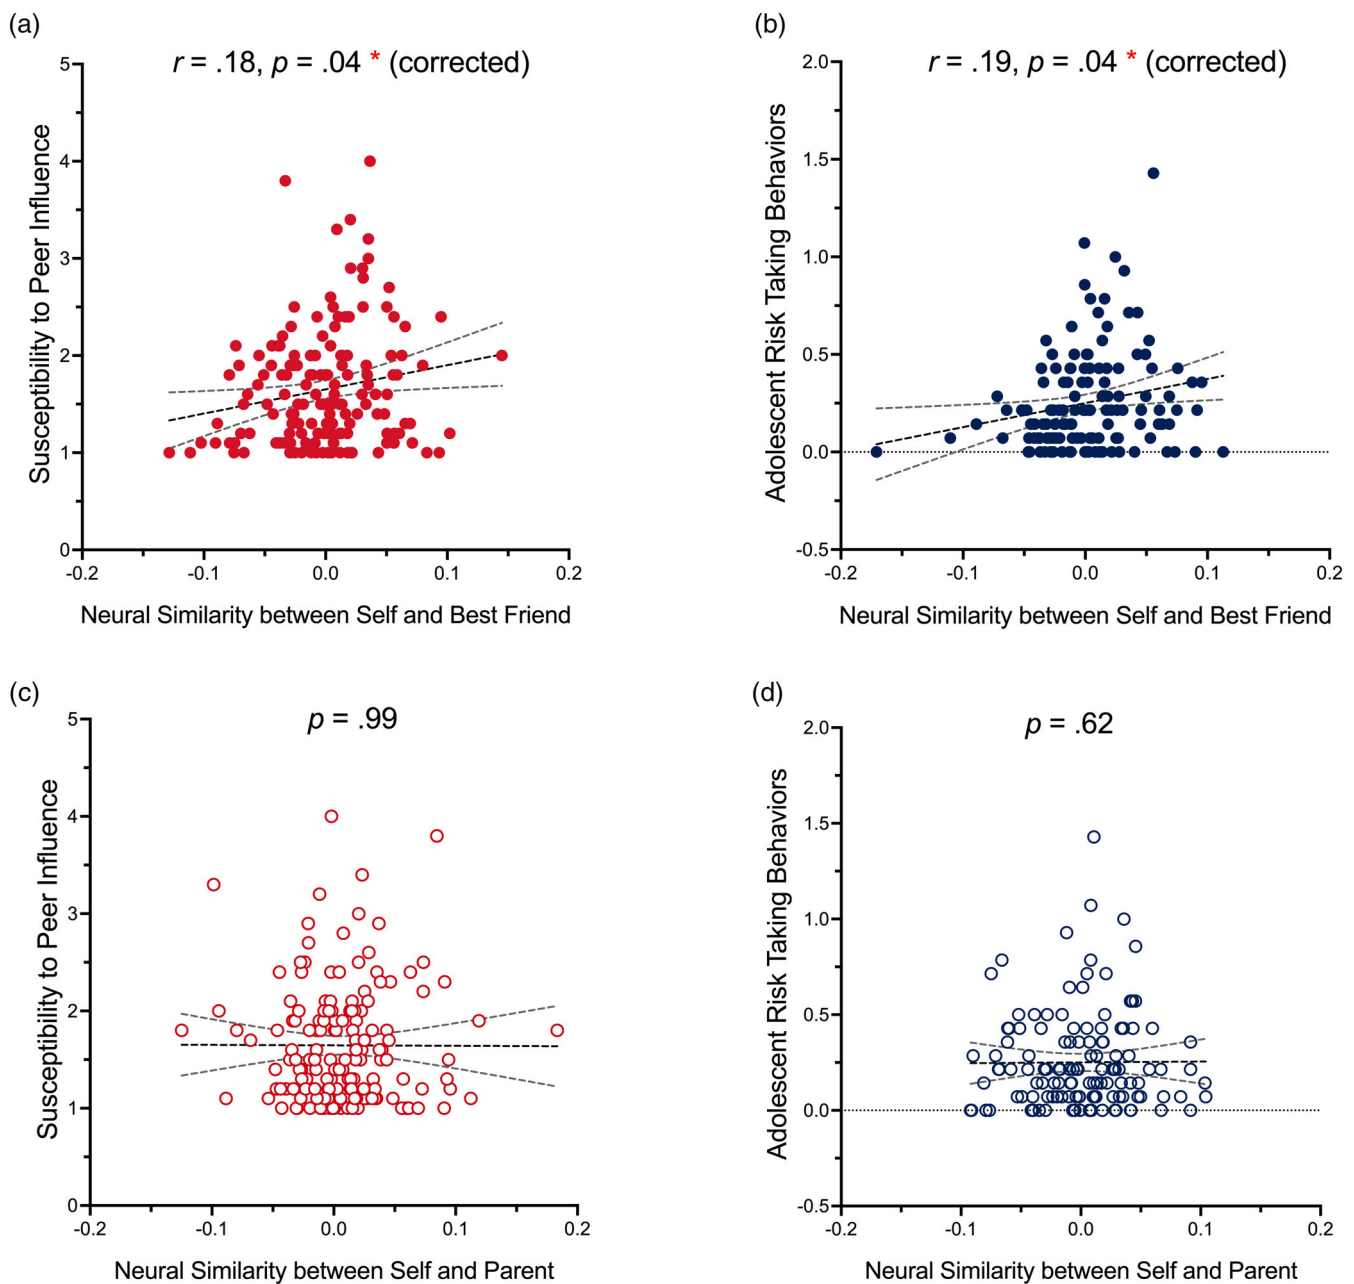 (a)
r = .18, p = .04 * (corrected)
Susceptibility to Peer Influence
5
4
3
2
1
0
-0.2
-0.1
0.0
0.1
0.2
Neural Similarity between Self and Best Friend
(b)
r = .19, p = .04 * (corrected)
Adolescent Risk Taking Behaviors
2.0
1.5
1.0
0.5
0.0
-0.5
-0.2
-0.1
0.0
0.1
0.2
Neural Similarity between Self and Best Friend
(c)
p = .99
Susceptibility to Peer Influence
5
4
3
2
1
0
-0.2
-0.1
0.0
0.1
0.2
Neural Similarity between Self and Parent
(d)
p = .62
Adolescent Risk Taking Behaviors
2.0
1.5
1.0
0.5
0.0
-0.5
-0.2
-0.1
0.0
0.1
0.2
Neural Similarity between Self and Parent